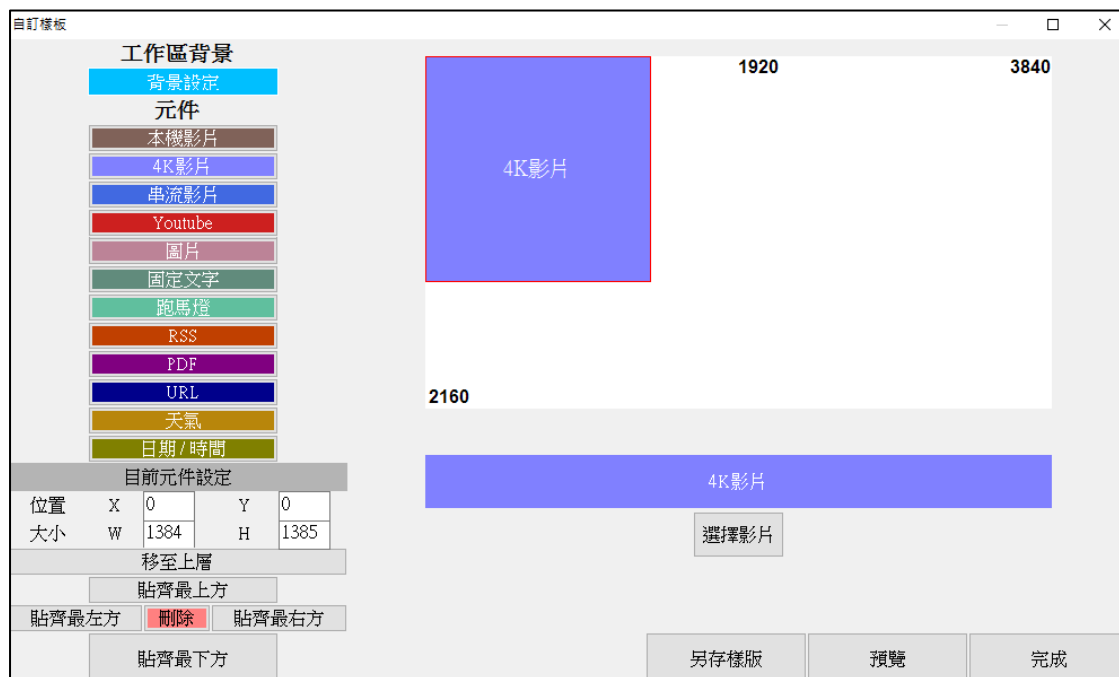 自訂樣板
工作區背景
背景設定
元件
本機影片
4K影片
串流影片
Youtube
圖片
固定文字
跑馬燈
RSS
PDF
URL
天氣
日期/時間
目前元件設定
位置 X 0 Y 0
大小 W 1384 H 1385
移至上層
貼齊最上方
貼齊最左方 刪除 貼齊最右方
貼齊最下方
1920 3840
4K影片
2160
4K影片
選擇影片
另存樣版 預覽 完成